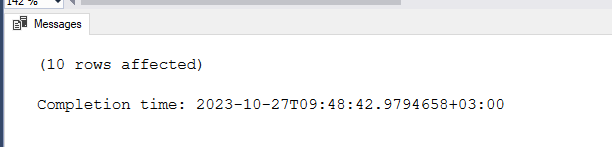 142 %
Messages
(10 rows affected)
Completion time: 2023-10-27T09:48:42.9794658+03:00